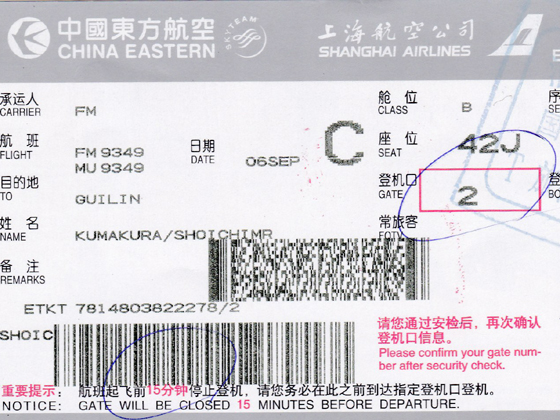 中國東方航空 SKYTEAM 上海航空公司
CHINA EASTERN SHANGHAI AIRLINES
承运人 CARRIER FM 舱位 CLASS B 序
航班 FLIGHT FM9349 日期 DATE 06SEP C 座位 SEAT 42J
MU9349
目的地 TO GUILIN 登机口 GATE 2 登
姓名 NAME KUMAKURA/SHOICHIMR 常旅客
备注 REMARKS
ETKT 7814803822278/2
SHOIC
请您通过安检后，再次确认
登机口信息。
Please confirm your gate num-
ber after security check.
重要提示： 航班起飞前15分钟停止登机，请您务必在此之前到达指定登机口登机。
NOTICE: GATE WILL BE CLOSED 15 MINUTES BEFORE DEPARTURE.